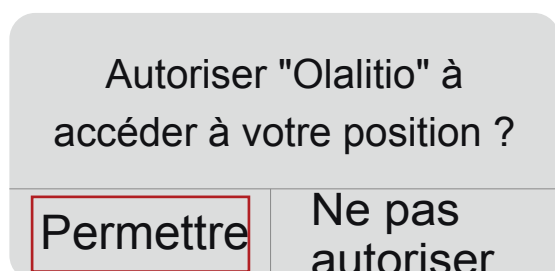 Autoriser "Olalitio" à
accéder à votre position ?
Permettre
Ne pas
autoriser